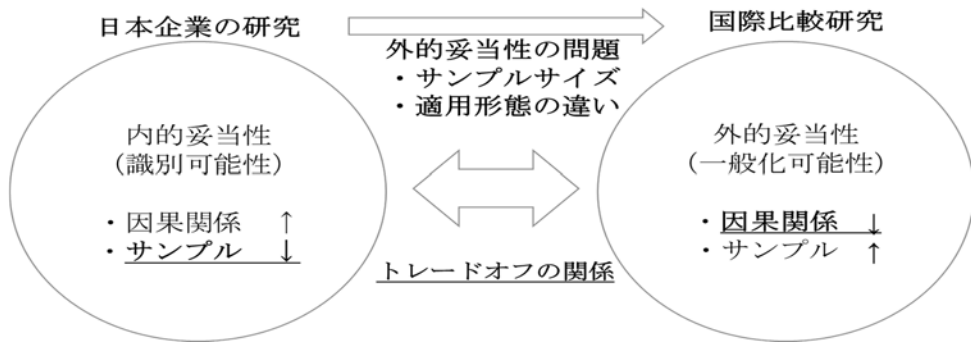 日本企業の研究
国際比較研究
外的妥当性の問題
・サンプルサイズ
・適用形態の違い
内的妥当性
(識別可能性)
・因果関係 ↑
・サンプル ↓
外的妥当性
(一般化可能性)
・因果関係 ↓
・サンプル ↑
トレードオフの関係